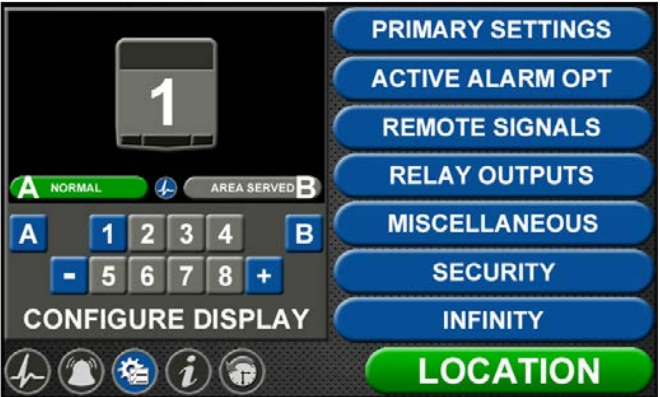 1
A NORMAL
AREA SERVED B
A 1 2 3 4 B
- 5 6 7 8 +
CONFIGURE DISPLAY
PRIMARY SETTINGS
ACTIVE ALARM OPT
REMOTE SIGNALS
RELAY OUTPUTS
MISCELLANEOUS
SECURITY
INFINITY
LOCATION
i